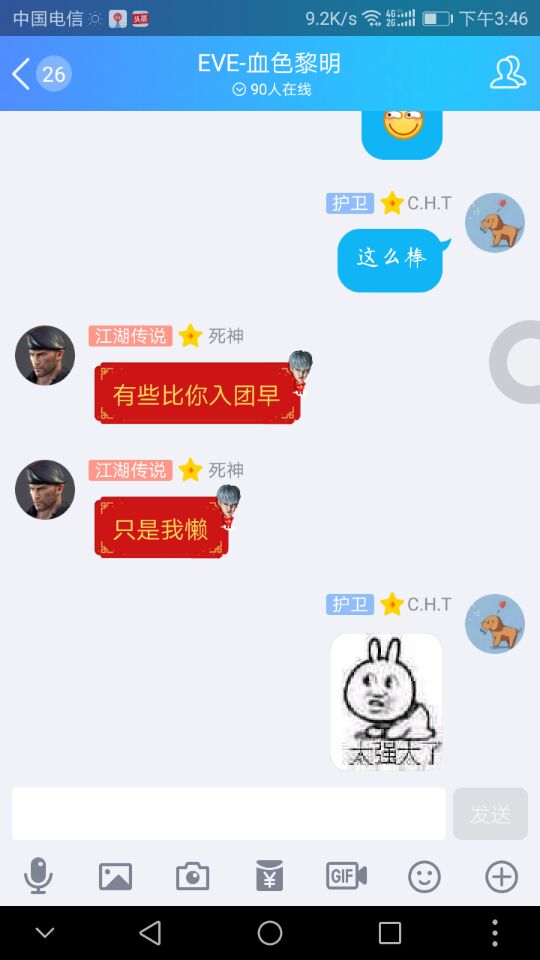 中国电信 头条 9.2K/s 4G 2G 下午3:46
26
EVE-血色黎明
90人在线
护卫 C.H.T
这么棒
江湖传说 死神
有些比你入团早
江湖传说 死神
只是我懒
护卫 C.H.T
太强大了
发送
GIF